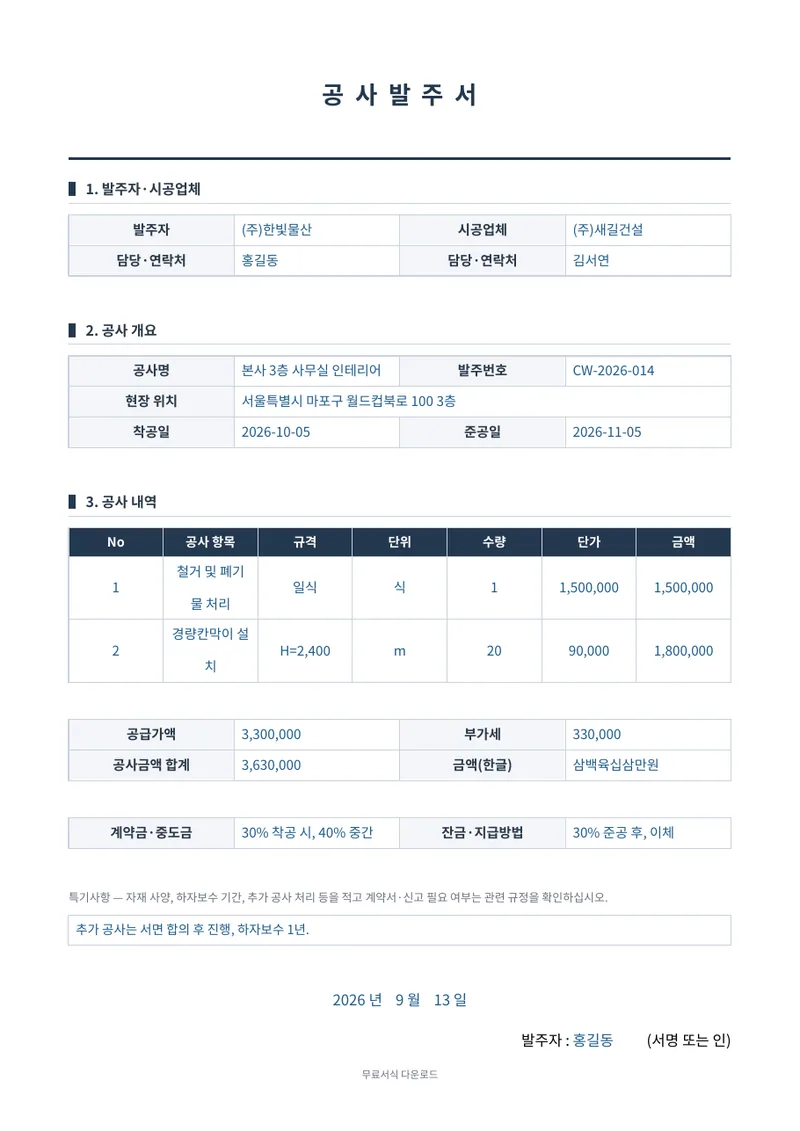 공 사 발 주 서
1. 발주자·시공업체
발주자 (주)한빛물산 시공업체 (주)새길건설
담당·연락처 홍길동 담당·연락처 김서연
2. 공사 개요
공사명 본사 3층 사무실 인테리어 발주번호 CW-2026-014
현장 위치 서울특별시 마포구 월드컵북로 100 3층
착공일 2026-10-05 준공일 2026-11-05
3. 공사 내역
No 공사 항목 규격 단위 수량 단가 금액
1 철거 및 폐기 일식 식 1 1,500,000 1,500,000
물 처리
2 경량칸막이 설 H=2,400 m 20 90,000 1,800,000
치
공급가액 3,300,000 부가세 330,000
공사금액 합계 3,630,000 금액(한글) 삼백육십삼만원
계약금·중도금 30% 착공 시, 40% 중간 잔금·지급방법 30% 준공 후, 이체
특기사항 — 자재 사양, 하자보수 기간, 추가 공사 처리 등을 적고 계약서·신고 필요 여부는 관련 규정을 확인하십시오.
추가 공사는 서면 합의 후 진행, 하자보수 1년.
2026 년 9 월 13 일
발주자 : 홍길동 (서명 또는 인)
무료서식 다운로드